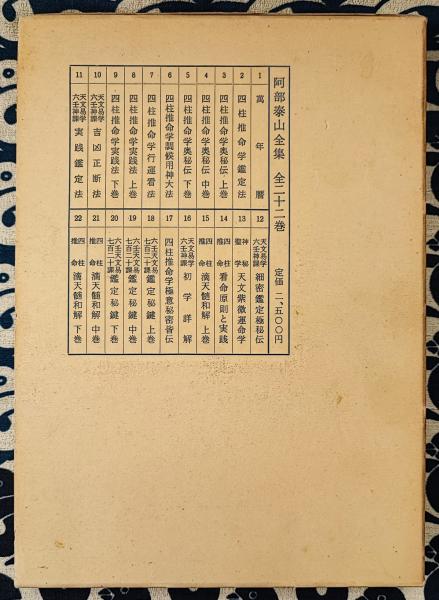 阿部泰山全集 全二十二巻 定価 二、五〇〇円
1 萬年暦
2 四柱推命学鑑定法
3 四柱推命学奥秘伝 上巻
4 四柱推命学奥秘伝 中巻
5 四柱推命学奥秘伝 下巻
6 四柱推命学調候用神大法
7 四柱推命学行運看法
8 四柱推命学実践法 上巻
9 四柱推命学実践法 下巻
10 天文易学六壬神課 吉凶正断法
11 天文易学六壬神課 実践鑑定法
12 天文易学六壬神課 細密鑑定極秘伝
13 神秘聖学 天文紫微運命学
14 四柱推命 看命原則と実践
15 四柱推命 滴天髄和解 上巻
16 天文易学六壬神課 初学詳解
17 四柱推命学極意秘密皆伝
18 六壬天文易七百二十課 鑑定秘鍵 上巻
19 六壬天文易七百二十課 鑑定秘鍵 中巻
20 六壬天文易七百二十課 鑑定秘鍵 下巻
21 四柱推命 滴天髄和解 中巻
22 四柱推命 滴天髄和解 下巻